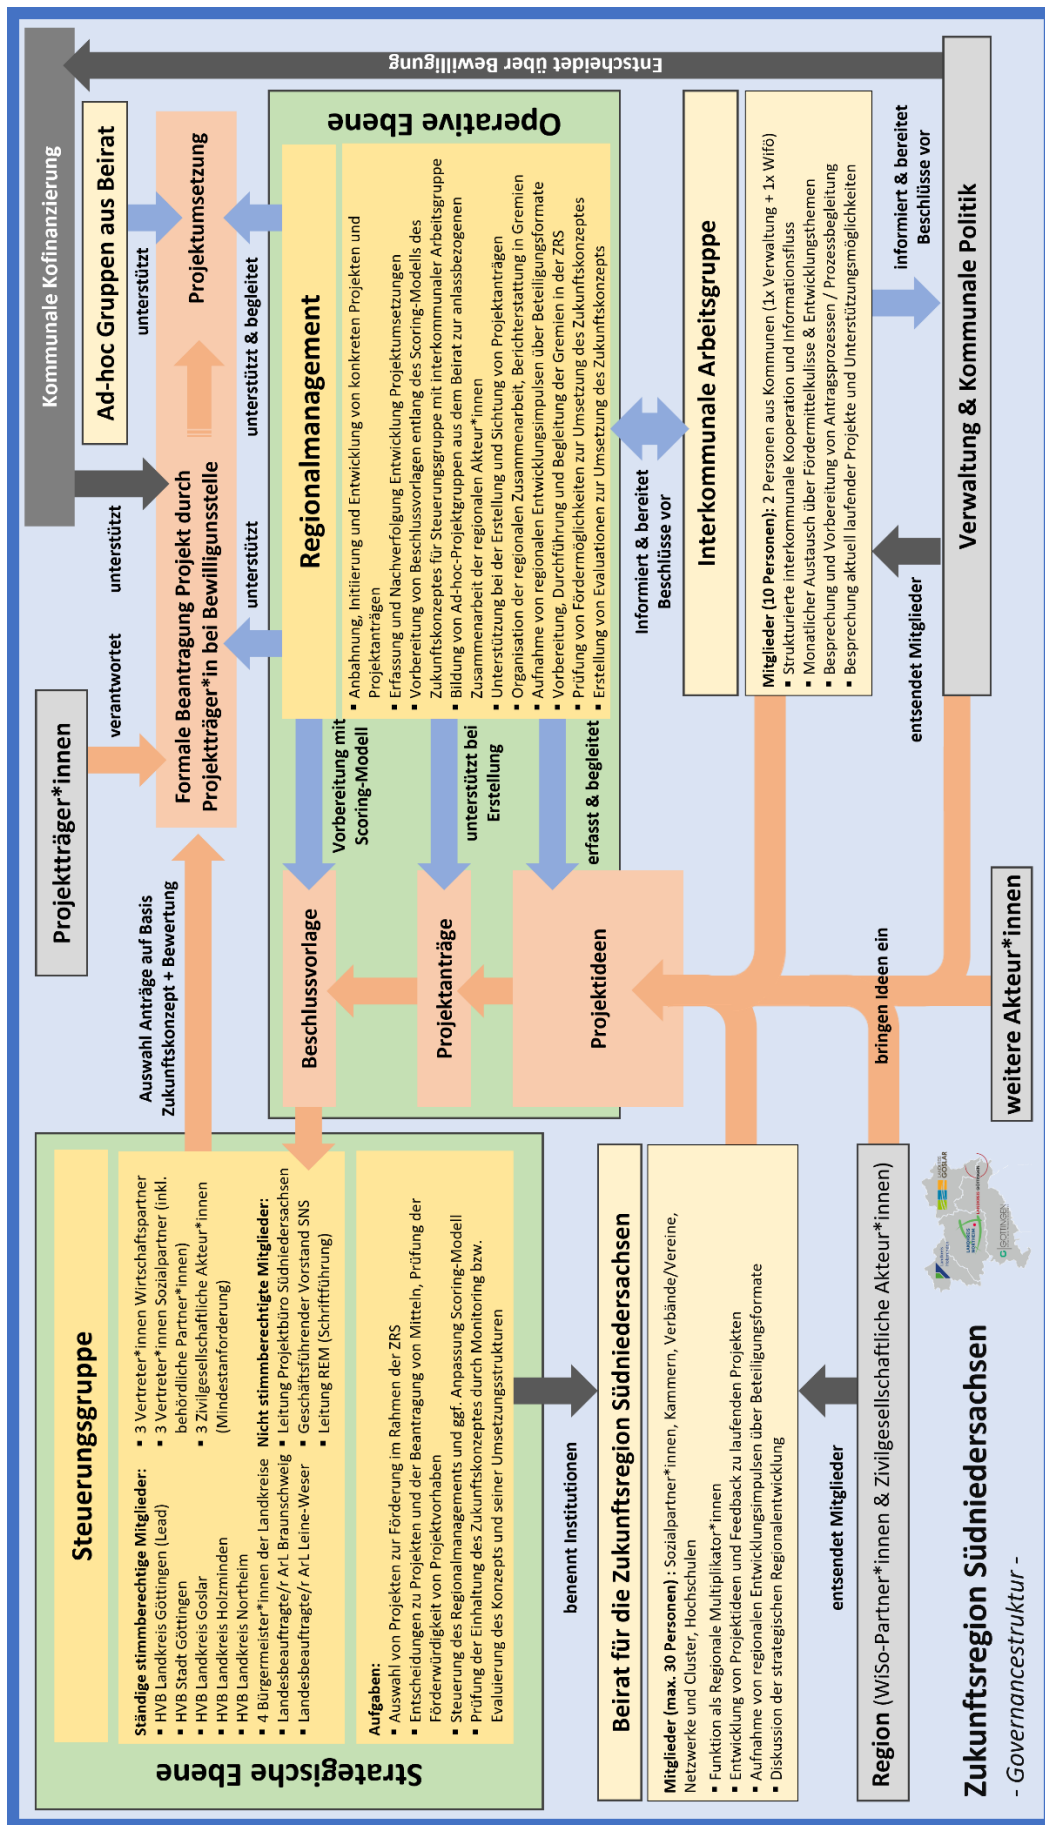 Strategische Ebene
Steuerungsgruppe
Ständige stimmberechtige Mitglieder:
▪ HVB Landkreis Göttingen (Lead)
▪ HVB Stadt Göttingen
▪ HVB Landkreis Goslar
▪ HVB Landkreis Holzminden
▪ HVB Landkreis Northeim
▪ 4 Bürgermeister*innen der Landkreise
▪ Landesbeauftragte/r ArL Braunschweig
▪ Landesbeauftragte/r ArL Leine-Weser
▪ 3 Vertreter*innen Wirtschaftspartner
▪ 3 Vertreter*innen Sozialpartner (inkl.
behördliche Partner*innen)
▪ 3 Zivilgesellschaftliche Akteur*innen
(Mindestanforderung)
Nicht stimmberechtigte Mitglieder:
▪ Leitung Projektbüro Südniedersachsen
▪ Geschäftsführender Vorstand SNS
▪ Leitung REM (Schriftführung)
Aufgaben:
▪ Auswahl von Projekten zur Förderung im Rahmen der ZRS
▪ Entscheidungen zu Projekten und der Beantragung von Mitteln, Prüfung der
Förderwürdigkeit von Projektvorhaben
▪ Steuerung des Regionalmanagements und ggf. Anpassung Scoring-Modell
▪ Prüfung der Einhaltung des Zukunftskonzeptes durch Monitoring bzw.
Evaluierung des Konzepts und seiner Umsetzungsstrukturen
benennt Institutionen
Beirat für die Zukunftsregion Südniedersachsen
Mitglieder (max. 30 Personen) : Sozialpartner*innen, Kammern, Verbände/Vereine,
Netzwerke und Cluster, Hochschulen
▪ Funktion als Regionale Multiplikator*innen
▪ Entwicklung von Projektideen und Feedback zu laufenden Projekten
▪ Aufnahme von regionalen Entwicklungsimpulsen über Beteiligungsformate
▪ Diskussion der strategischen Regionalentwicklung
entsendet Mitglieder
Region (WiSo-Partner*innen & Zivilgesellschaftliche Akteur*innen)
Zukunftsregion Südniedersachsen
- Governancestruktur -
LANDKREIS
GOSLAR
LANDKREIS
NORTHEIM
LANDKREIS GÖTTINGEN
GÖTTINGEN
Projektträger*innen
verantwortet
Auswahl Anträge auf Basis
Zukunftskonzept + Bewertung
Beschlussvorlage
Projektanträge
Projektideen
Vorbereitung mit
Scoring-Modell
unterstützt bei
Erstellung
erfasst & begleitet
bringen Ideen ein
weitere Akteur*innen
Kommunale Kofinanzierung
unterstützt
Ad-hoc Gruppen aus Beirat
unterstützt
Formale Beantragung Projekt durch
Projektträger*in bei Bewilligunsstelle
Projektumsetzung
unterstützt
unterstützt & begleitet
Operative Ebene
Regionalmanagement
▪ Anbahnung, Initiierung und Entwicklung von konkreten Projekten und
Projektanträgen
▪ Erfassung und Nachverfolgung Entwicklung Projektumsetzungen
▪ Vorbereitung von Beschlussvorlagen entlang des Scoring-Modells des
Zukunftskonzeptes für Steuerungsgruppe mit interkommunaler Arbeitsgruppe
▪ Bildung von Ad-hoc-Projektgruppen aus dem Beirat zur anlassbezogenen
Zusammenarbeit der regionalen Akteur*innen
▪ Unterstützung bei der Erstellung und Sichtung von Projektanträgen
▪ Organisation der regionalen Zusammenarbeit, Berichterstattung in Gremien
▪ Aufnahme von regionalen Entwicklungsimpulsen über Beteiligungsformate
▪ Vorbereitung, Durchführung und Begleitung der Gremien in der ZRS
▪ Prüfung von Fördermöglichkeiten zur Umsetzung des Zukunftskonzeptes
▪ Erstellung von Evaluationen zur Umsetzung des Zukunftskonzepts
Informiert & bereitet
Beschlüsse vor
Interkommunale Arbeitsgruppe
Mitglieder (10 Personen): 2 Personen aus Kommunen (1x Verwaltung + 1x Wifö)
▪ Strukturierte interkommunale Kooperation und Informationsfluss
▪ Monatlicher Austausch über Fördermittelkulisse & Entwicklungsthemen
▪ Besprechung und Vorbereitung von Antragsprozessen / Prozessbegleitung
▪ Besprechung aktuell laufender Projekte und Unterstützungsmöglichkeiten
entsendet Mitglieder
informiert & bereitet
Beschlüsse vor
Verwaltung & Kommunale Politik
Entscheidet über Bewilligung